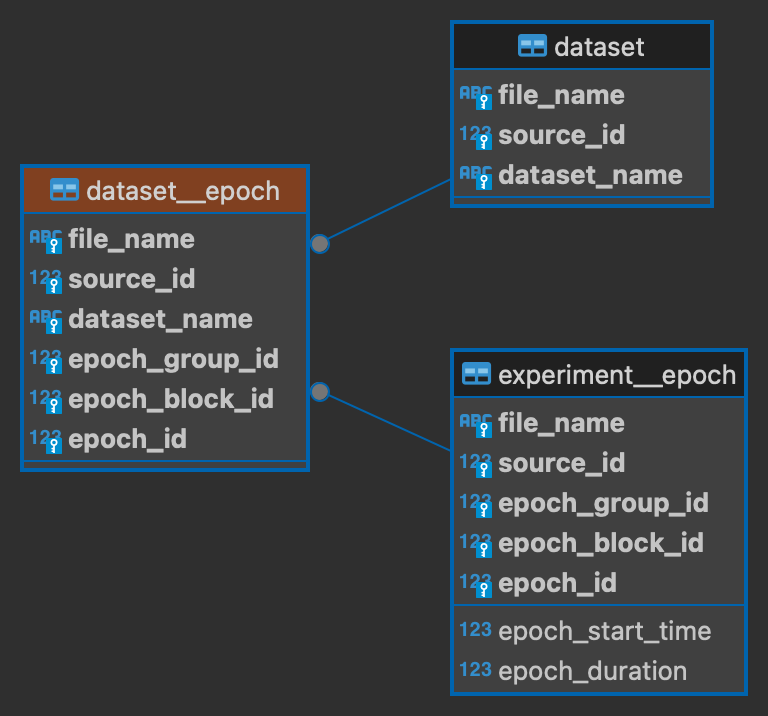 dataset
ABC file_name
123 source_id
ABC dataset_name
dataset__epoch
ABC file_name
123 source_id
ABC dataset_name
123 epoch_group_id
123 epoch_block_id
123 epoch_id
experiment__epoch
ABC file_name
123 source_id
123 epoch_group_id
123 epoch_block_id
123 epoch_id
123 epoch_start_time
123 epoch_duration